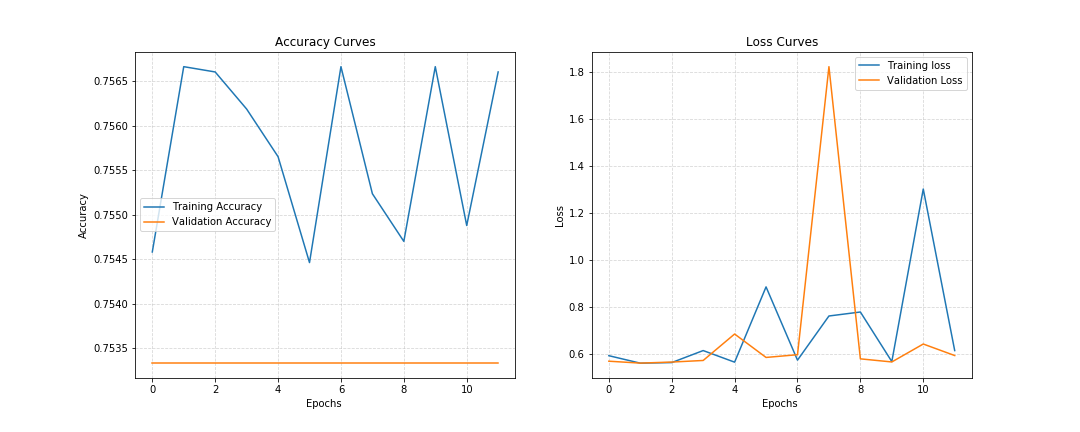 Accuracy Curves
Accuracy
0.7565
0.7560
0.7555
0.7550
0.7545
0.7540
0.7535
Training Accuracy
Validation Accuracy
0 2 4 6 8 10
Epochs
Loss Curves
Loss
1.8
1.6
1.4
1.2
1.0
0.8
0.6
Training loss
Validation Loss
0 2 4 6 8 10
Epochs